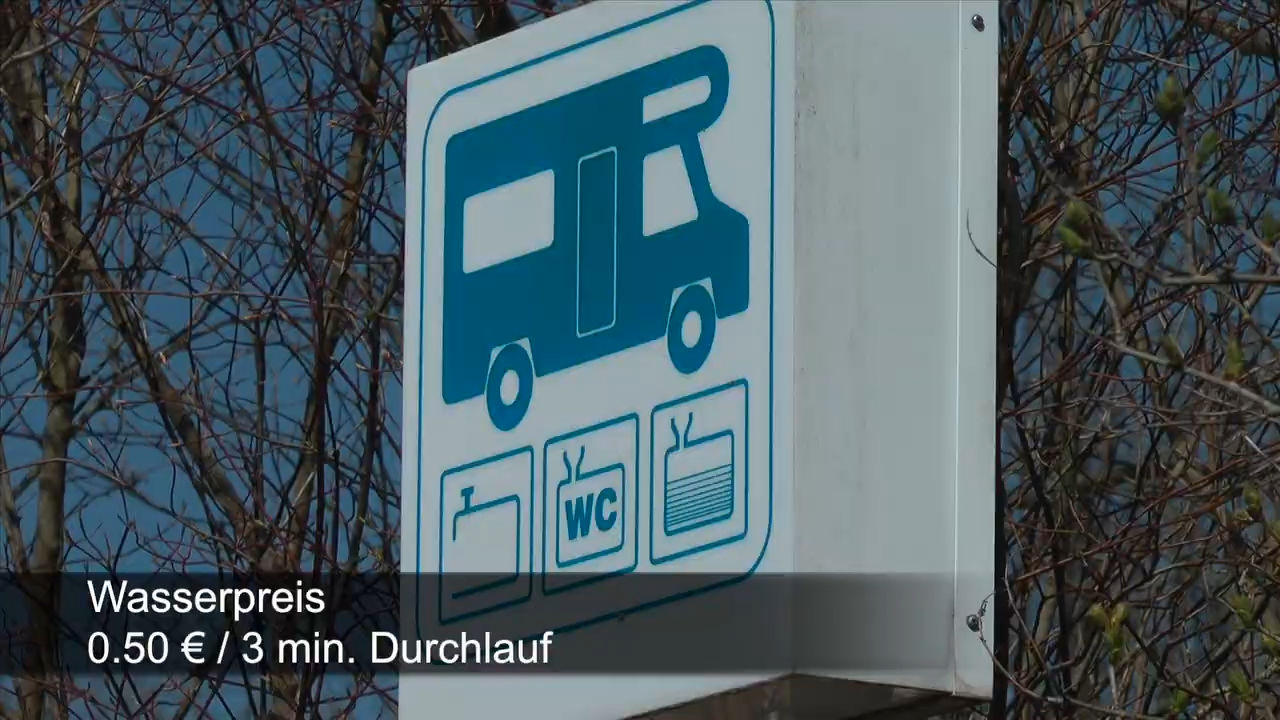 WC
Wasserpreis
0.50 € / 3 min. Durchlauf